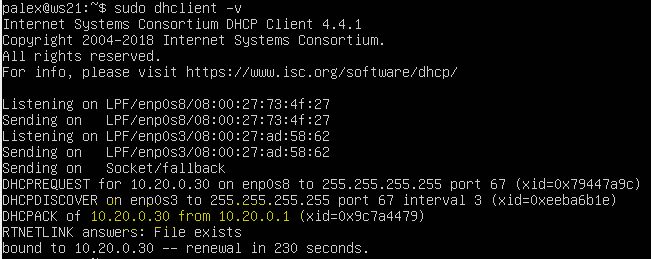 palex@ws21:~$ sudo dhclient -v
Internet Systems Consortium DHCP Client 4.4.1
Copyright 2004-2018 Internet Systems Consortium.
All rights reserved.
For info, please visit https://www.isc.org/software/dhcp/
Listening on LPF/enp0s8/08:00:27:73:4f:27
Sending on   LPF/enp0s8/08:00:27:73:4f:27
Listening on LPF/enp0s3/08:00:27:ad:58:62
Sending on   LPF/enp0s3/08:00:27:ad:58:62
Sending on   Socket/fallback
DHCPREQUEST for 10.20.0.30 on enp0s8 to 255.255.255.255 port 67 (xid=0x79447a9c)
DHCPDISCOVER on enp0s3 to 255.255.255.255 port 67 interval 3 (xid=0xeeba6b1e)
DHCPACK of 10.20.0.30 from 10.20.0.1 (xid=0x9c7a4479)
RTNETLINK answers: File exists
bound to 10.20.0.30 -- renewal in 230 seconds.